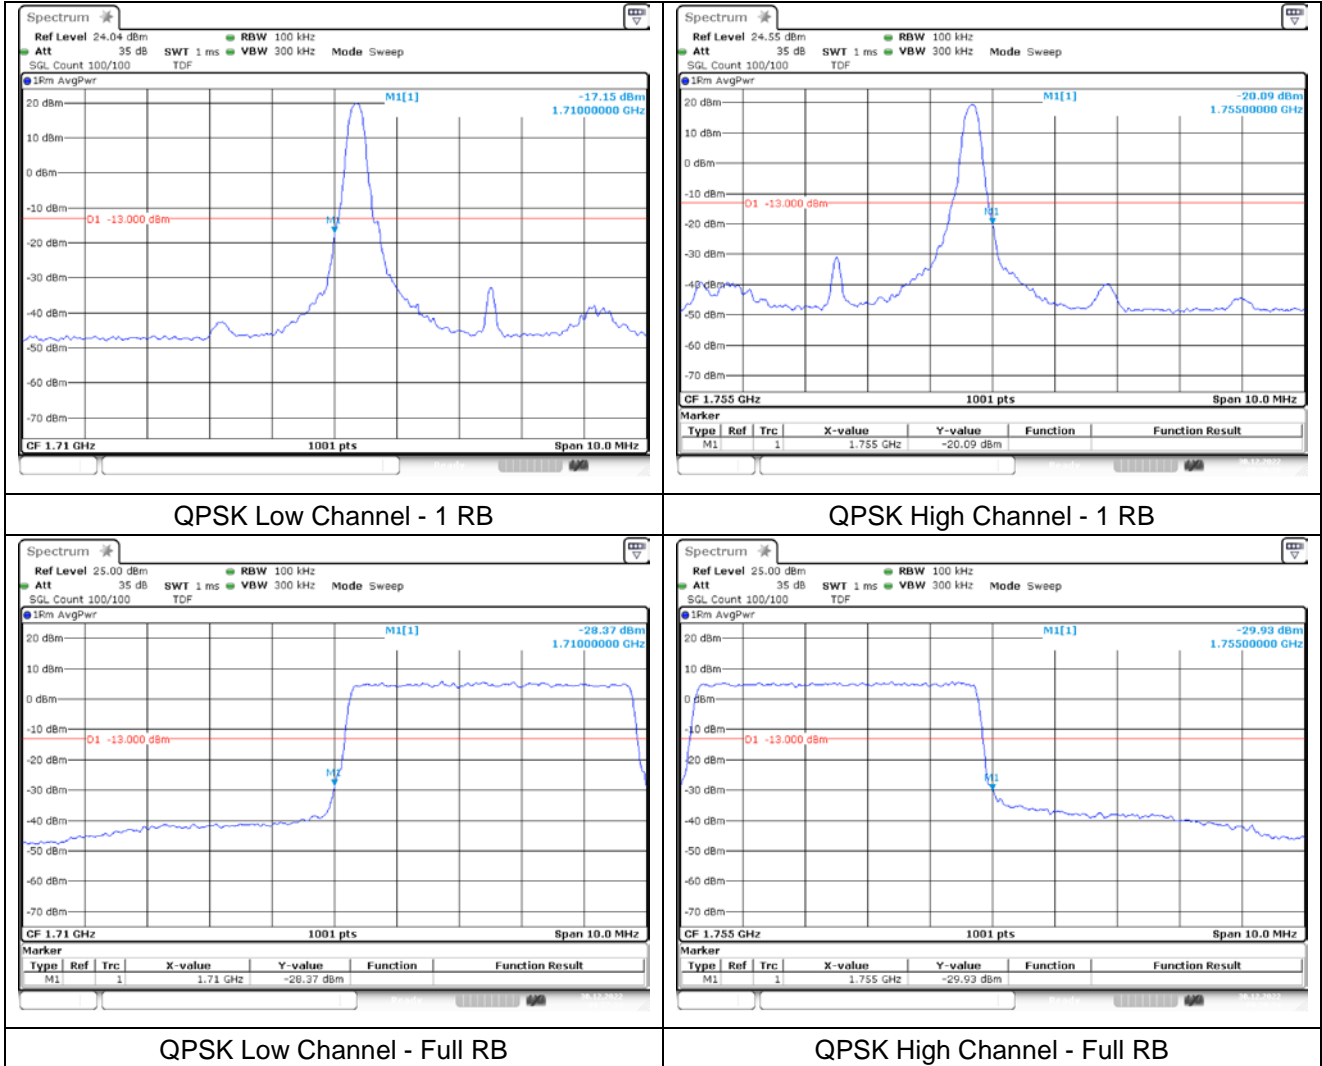 Spectrum
Ref Level 24.04 dBm RBW 100 kHz
Att 35 dB SWT 1 ms VBW 300 kHz Mode Sweep
SGL Count 100/100 TDF
1Rm AvgPwr
M1[1] -17.15 dBm
1.71000000 GHz
20 dBm
10 dBm
0 dBm
-10 dBm
D1 -13.000 dBm
M1
-20 dBm
-30 dBm
-40 dBm
-50 dBm
-60 dBm
-70 dBm
CF 1.71 GHz 1001 pts Span 10.0 MHz
QPSK Low Channel - 1 RB
Spectrum
Ref Level 24.55 dBm RBW 100 kHz
Att 35 dB SWT 1 ms VBW 300 kHz Mode Sweep
SGL Count 100/100 TDF
1Rm AvgPwr
M1[1] -20.09 dBm
1.75500000 GHz
20 dBm
10 dBm
0 dBm
-10 dBm
D1 -13.000 dBm
M1
-20 dBm
-30 dBm
-40 dBm
-50 dBm
-60 dBm
-70 dBm
CF 1.755 GHz 1001 pts Span 10.0 MHz
Marker
Type Ref Trc X-value Y-value Function Function Result
M1 1 1.755 GHz -20.09 dBm
QPSK High Channel - 1 RB
Spectrum
Ref Level 25.00 dBm RBW 100 kHz
Att 35 dB SWT 1 ms VBW 300 kHz Mode Sweep
SGL Count 100/100 TDF
1Rm AvgPwr
M1[1] -28.37 dBm
1.71000000 GHz
20 dBm
10 dBm
0 dBm
-10 dBm
D1 -13.000 dBm
-20 dBm
M1
-30 dBm
-40 dBm
-50 dBm
-60 dBm
-70 dBm
CF 1.71 GHz 1001 pts Span 10.0 MHz
Marker
Type Ref Trc X-value Y-value Function Function Result
M1 1 1.71 GHz -28.37 dBm
Ready 30.12.2022
QPSK Low Channel - Full RB
Spectrum
Ref Level 25.00 dBm RBW 100 kHz
Att 35 dB SWT 1 ms VBW 300 kHz Mode Sweep
SGL Count 100/100 TDF
1Rm AvgPwr
M1[1] -29.93 dBm
1.75500000 GHz
20 dBm
10 dBm
0 dBm
-10 dBm
D1 -13.000 dBm
-20 dBm
M1
-30 dBm
-40 dBm
-50 dBm
-60 dBm
-70 dBm
CF 1.755 GHz 1001 pts Span 10.0 MHz
Marker
Type Ref Trc X-value Y-value Function Function Result
M1 1 1.755 GHz -29.93 dBm
Ready 30.12.2022
QPSK High Channel - Full RB